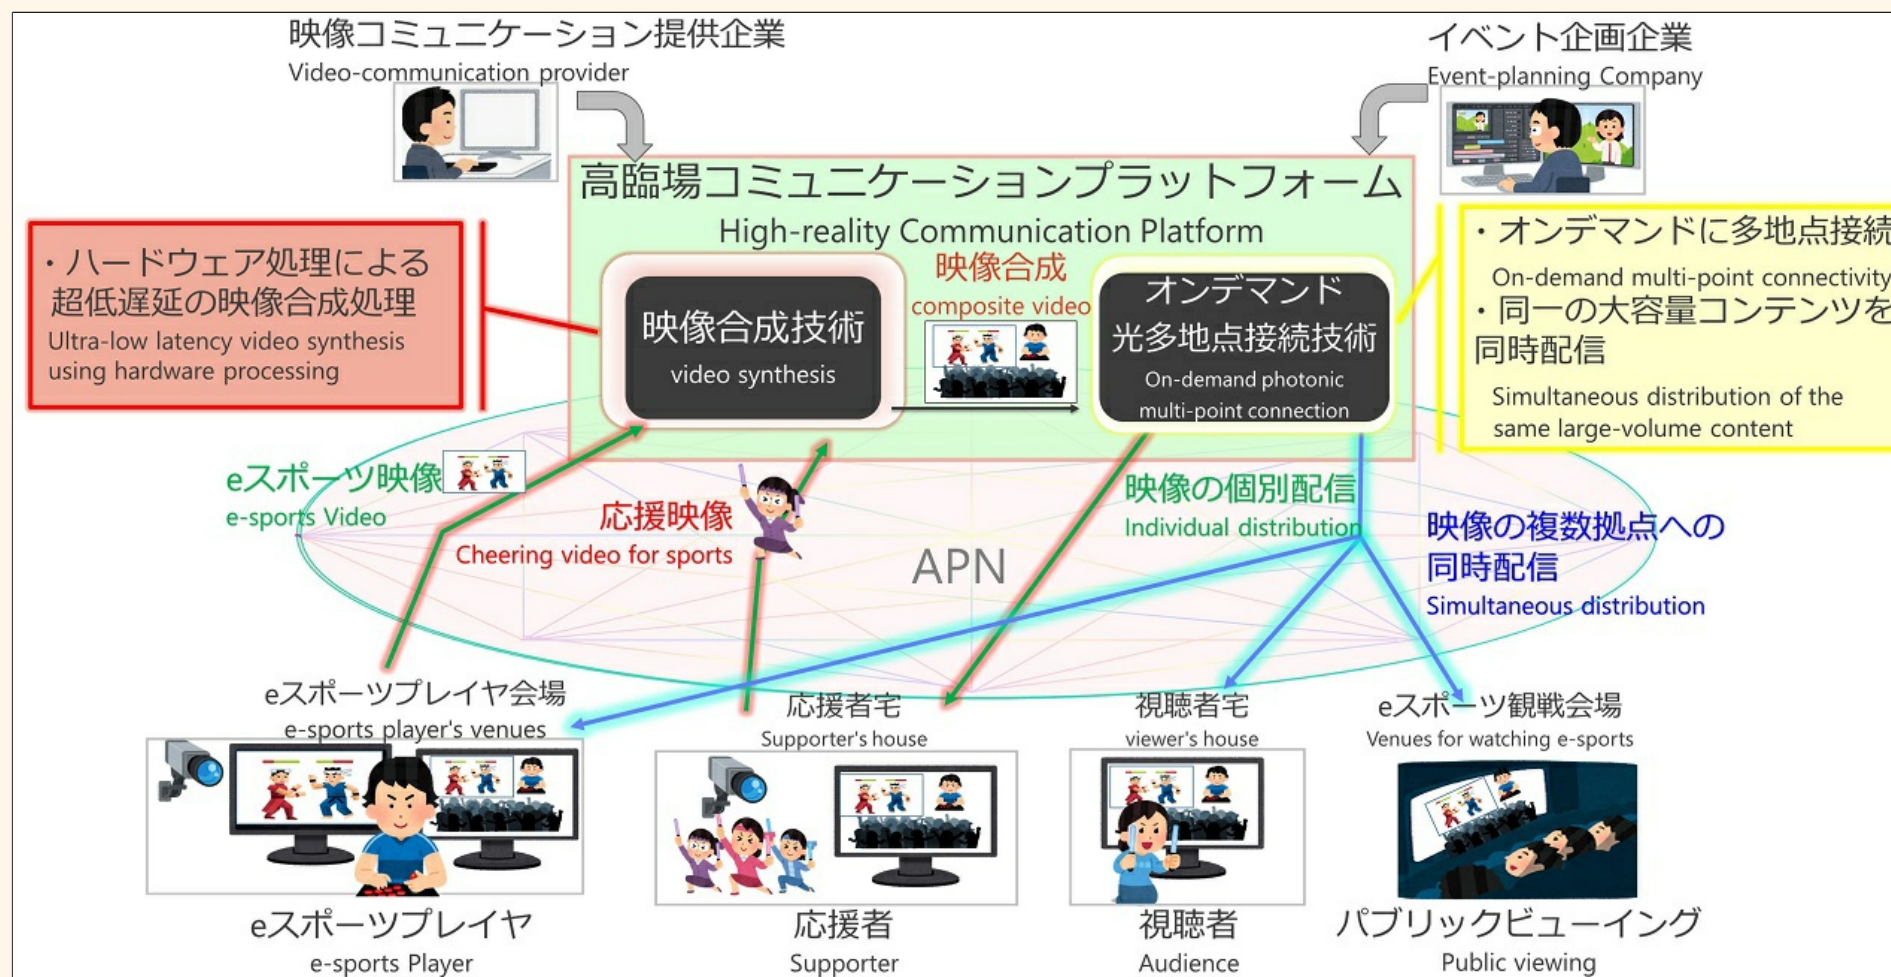 映像コミュニケーション提供企業
Video-communication provider
イベント企画企業
Event-planning Company
高臨場コミュニケーションプラットフォーム
High-reality Communication Platform
・ハードウェア処理による
超低遅延の映像合成処理
Ultra-low latency video synthesis
using hardware processing
映像合成技術
video synthesis
映像合成
composite video
オンデマンド
光多地点接続技術
On-demand photonic
multi-point connection
・オンデマンドに多地点接続
On-demand multi-point connectivity
・同一の大容量コンテンツを
同時配信
Simultaneous distribution of the
same large-volume content
eスポーツ映像
e-sports Video
応援映像
Cheering video for sports
APN
映像の個別配信
Individual distribution
映像の複数拠点への
同時配信
Simultaneous distribution
eスポーツプレイヤ会場
e-sports player's venues
応援者宅
Supporter's house
視聴者宅
viewer's house
eスポーツ観戦会場
Venues for watching e-sports
eスポーツプレイヤ
e-sports Player
応援者
Supporter
視聴者
Audience
パブリックビューイング
Public viewing